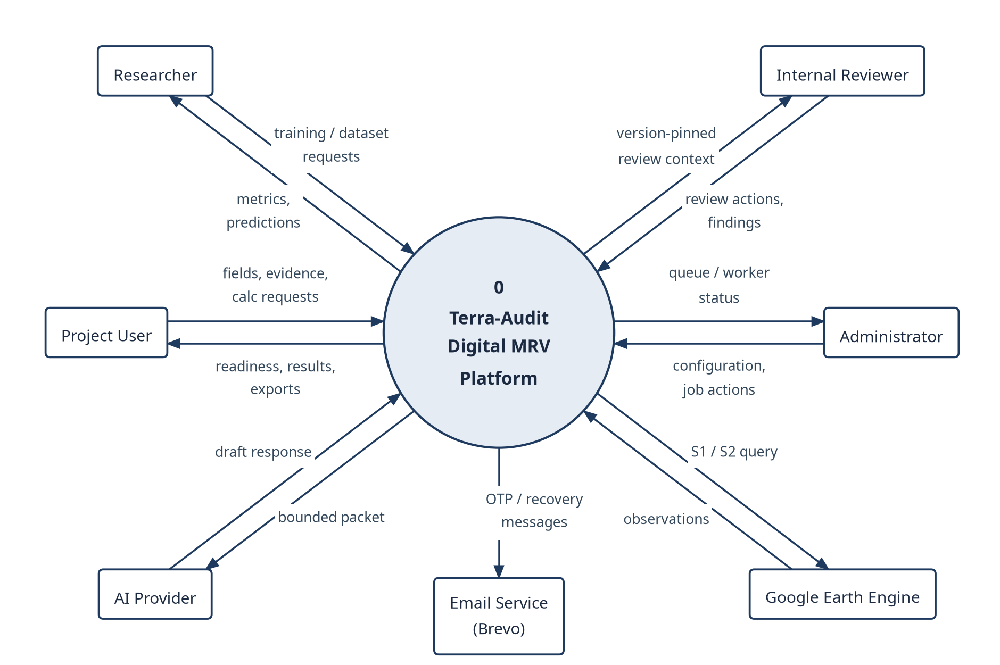 Researcher
Internal Reviewer
training / dataset
requests
version-pinned
review context
metrics,
predictions
review actions,
findings
fields, evidence,
calc requests
queue / worker
status
0
Terra-Audit
Digital MRV
Platform
Project User
Administrator
readiness, results,
exports
configuration,
job actions
draft response
S1 / S2 query
bounded packet
OTP / recovery
messages
observations
AI Provider
Email Service
(Brevo)
Google Earth Engine